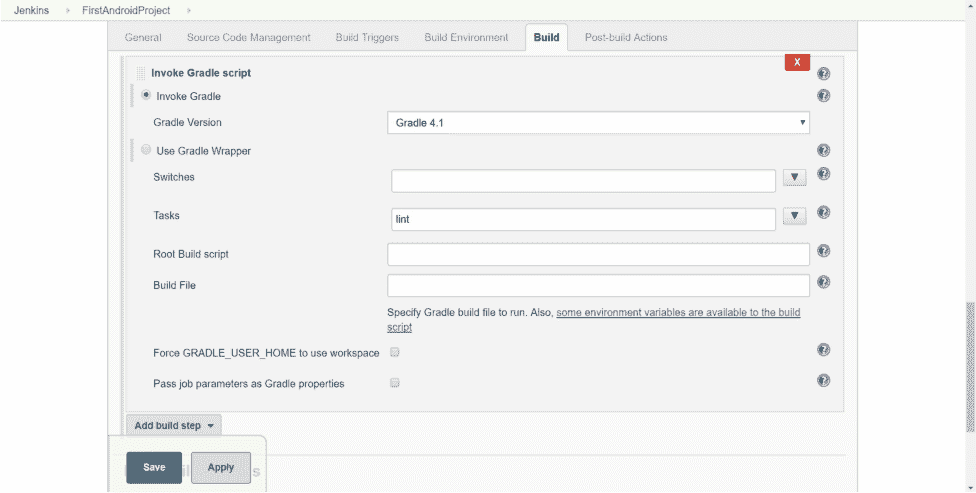 Jenkins FirstAndroidProject
General Source Code Management Build Triggers Build Environment Build Post-build Actions
X
Invoke Gradle script
Invoke Gradle
Gradle Version Gradle 4.1
Use Gradle Wrapper
Switches
Tasks lint
Root Build script
Build File
Specify Gradle build file to run. Also, some environment variables are available to the build
script
Force GRADLE_USER_HOME to use workspace
Pass job parameters as Gradle properties
Add build step
Save Apply